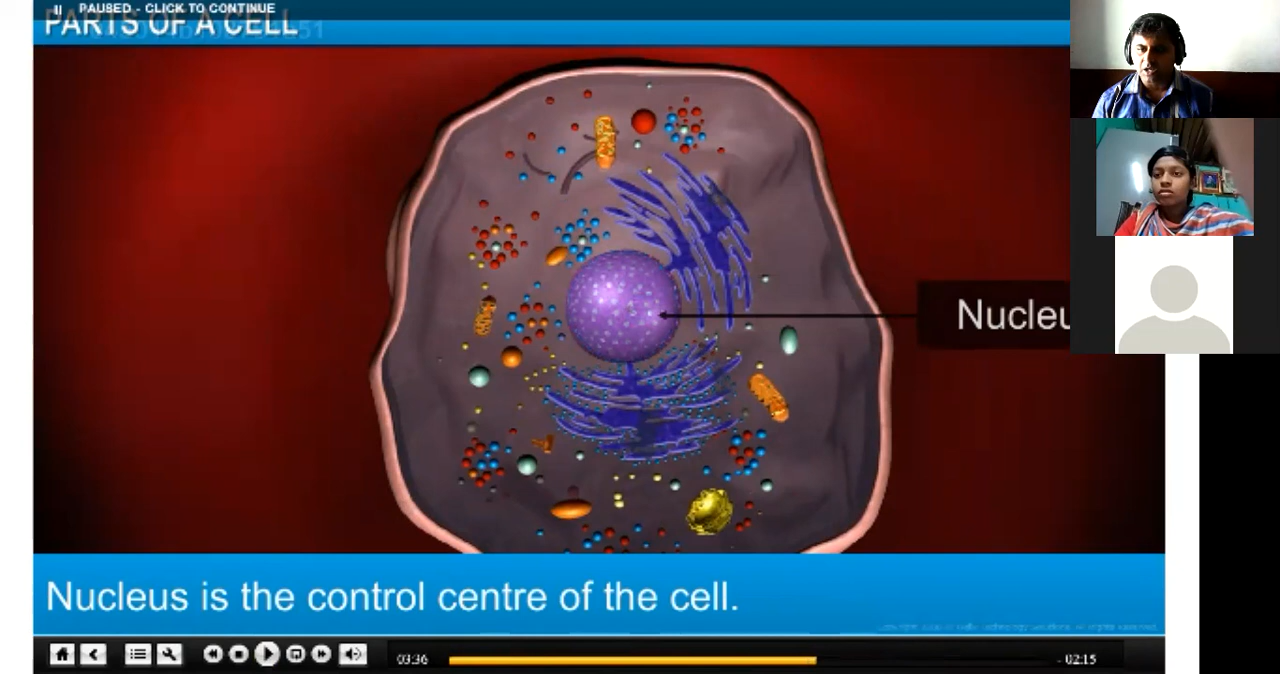 PAUSED - CLICK TO CONTINUE
PARTS OF A CELL
Nucleu
Nucleus is the control centre of the cell.
03:36
- 02:15